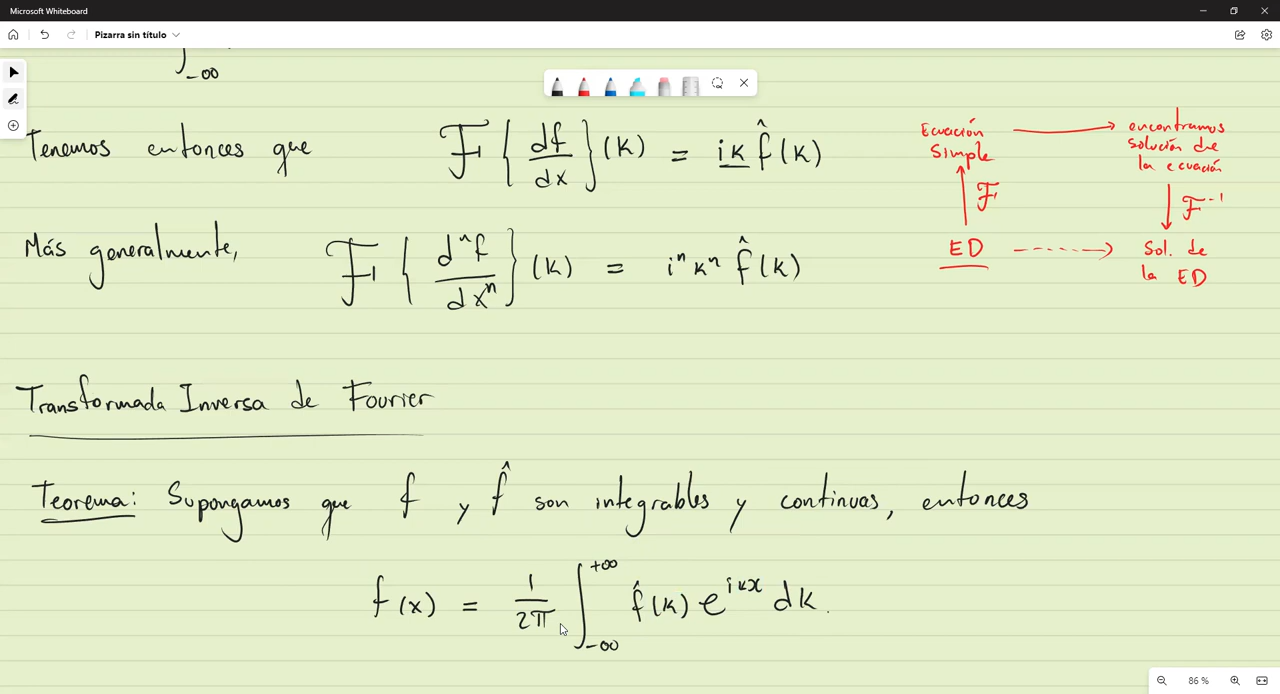 Microsoft Whiteboard
Pizarra sin título
∫_{-∞}
Tenemos entonces que ℱ{df/dx}(k) = ik f̂(k)
Más generalmente, ℱ{dⁿf/dxⁿ}(k) = iⁿkⁿ f̂(k)
Ecuación simple → encontramos solución de la ecuación
ℱ
ℱ⁻¹
ED ⇢ Sol. de la ED
Transformada Inversa de Fourier
Teorema: Supongamos que f y f̂ son integrables y continuas, entonces
f(x) = 1/2π ∫_{-∞}^{+∞} f̂(k) e^{ikx} dk.
86 %